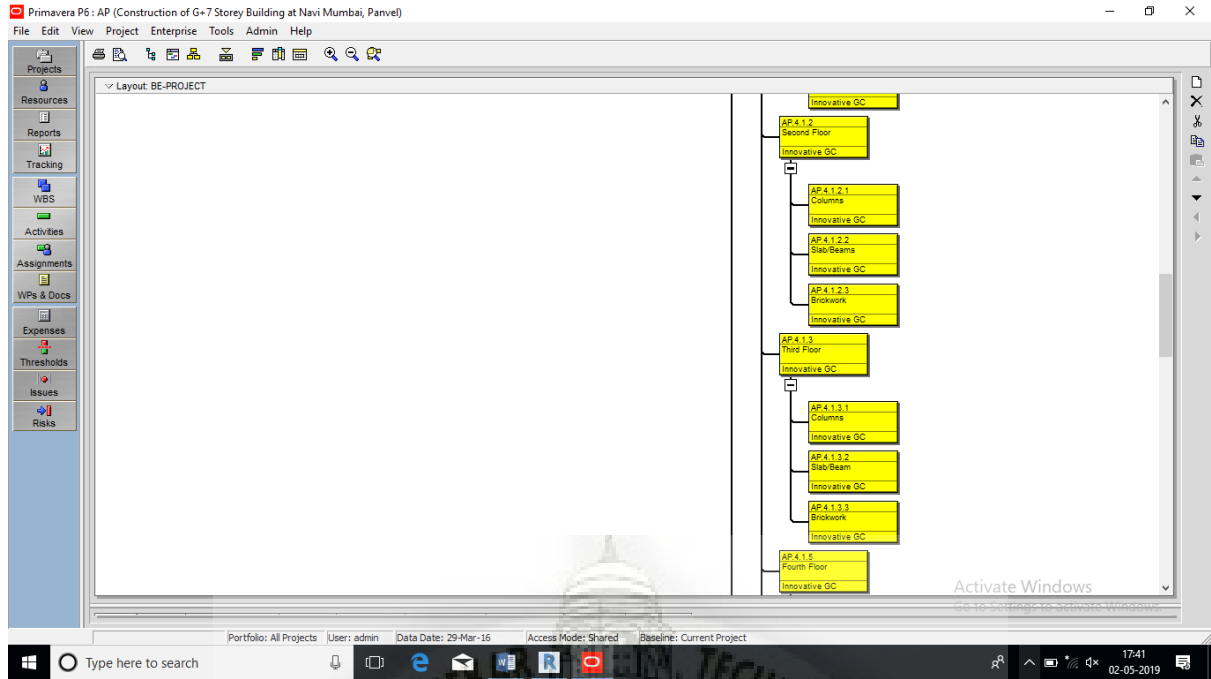 Primavera P6 : AP (Construction of G+7 Storey Building at Navi Mumbai, Panvel)
File Edit View Project Enterprise Tools Admin Help
Projects
Resources
Reports
Tracking
WBS
Activities
Assignments
WPs & Docs
Expenses
Thresholds
Issues
Risks
Layout: BE-PROJECT
Innovative GC
AP.4.1.2
Second Floor
Innovative GC
AP.4.1.2.1
Columns
Innovative GC
AP.4.1.2.2
Slab/Beams
Innovative GC
AP.4.1.2.3
Brickwork
Innovative GC
AP.4.1.3
Third Floor
Innovative GC
AP.4.1.3.1
Columns
Innovative GC
AP.4.1.3.2
Slab/Beam
Innovative GC
AP.4.1.3.3
Brickwork
Innovative GC
AP.4.1.5
Fourth Floor
Innovative GC
Activate Windows
Go to Settings to activate Windows.
Portfolio: All Projects User: admin Data Date: 29-Mar-16 Access Mode: Shared Baseline: Current Project
Type here to search
17:41
02-05-2019